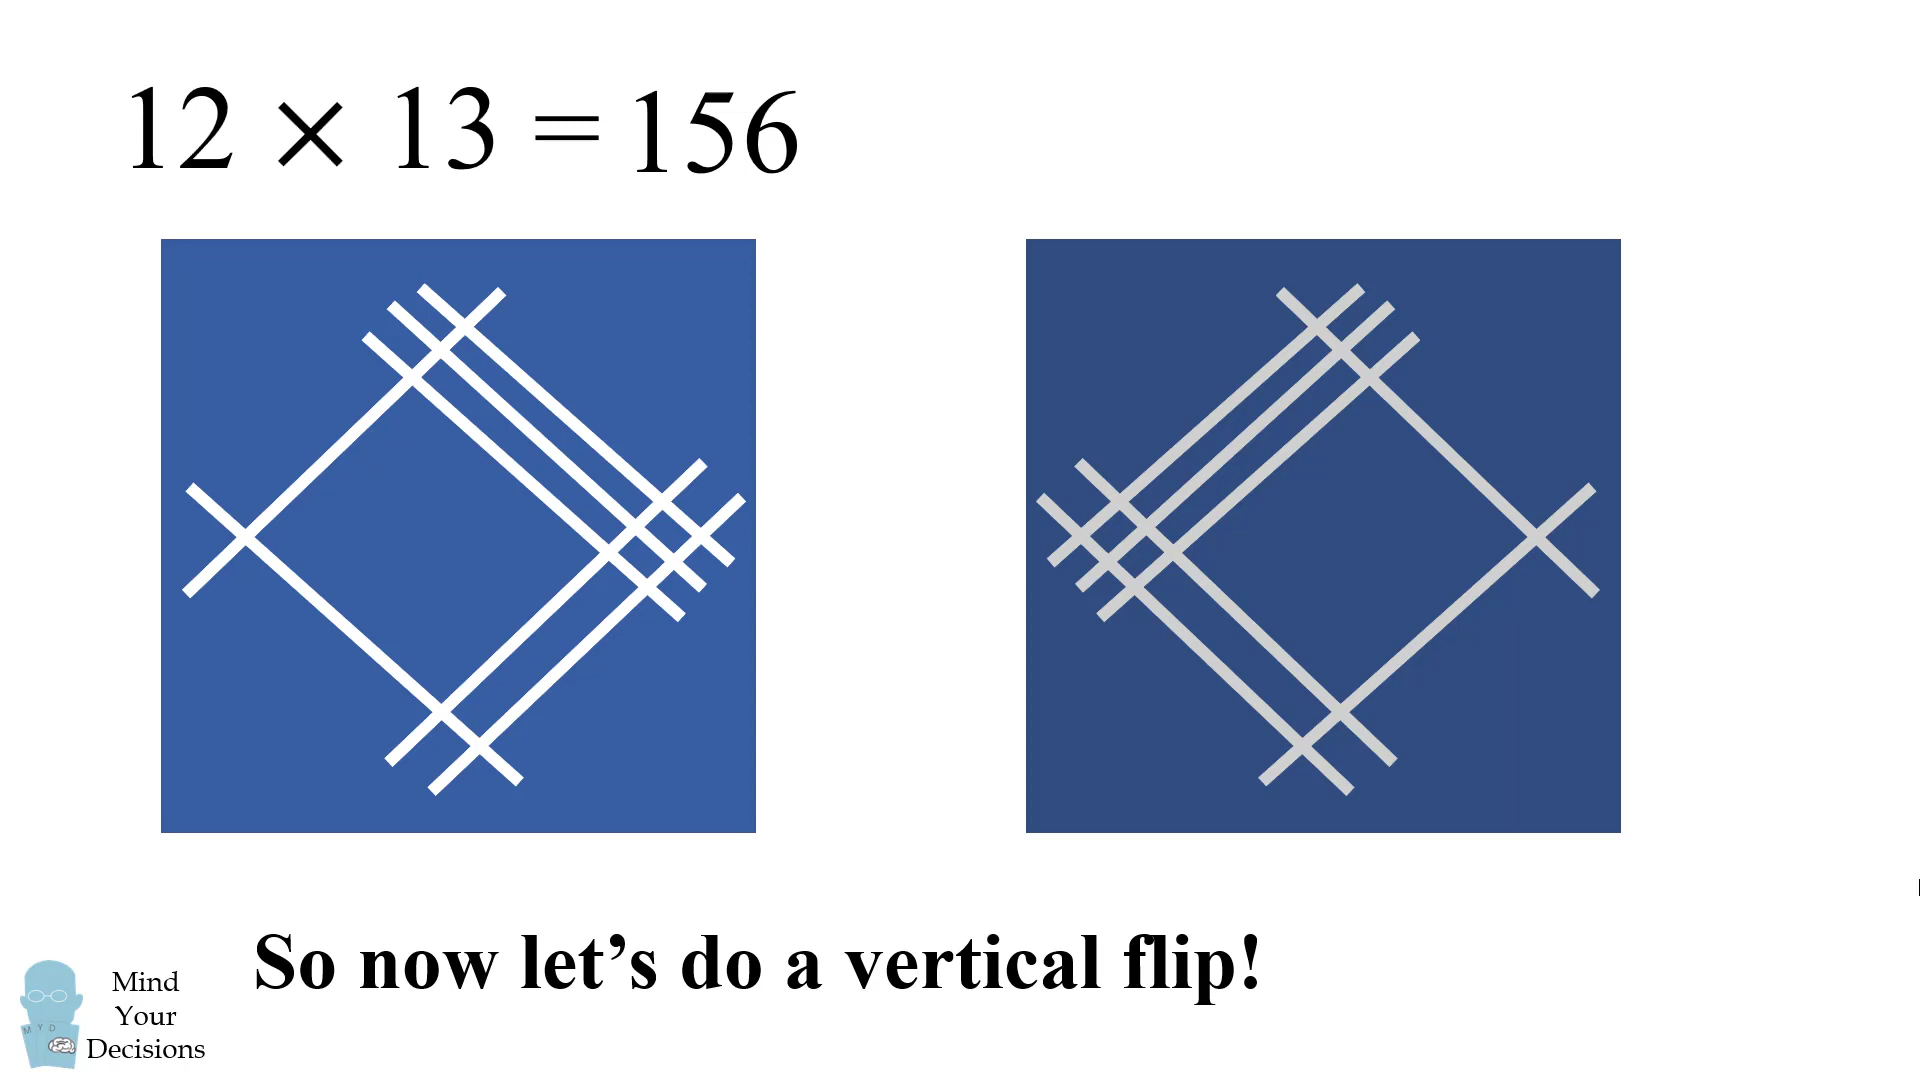 12 × 13 = 156
So now let’s do a vertical flip!
M Y D
Mind
Your
Decisions